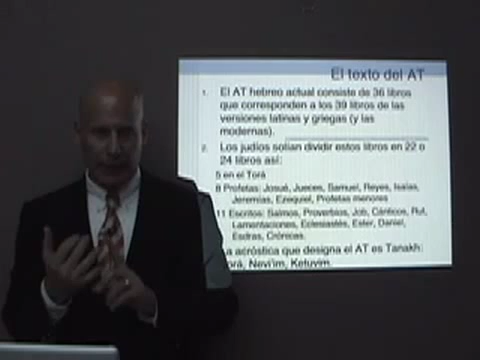 El texto del AT
1. El AT hebreo actual consiste de 36 libros
que corresponden a los 39 libros de las
versiones latinas y griegas (y las
modernas).
2. Los judíos solían dividir estos libros en 22 o
24 libros así:
5 en el Torá
8 Profetas: Josué, Jueces, Samuel, Reyes, Isaías,
Jeremías, Ezequiel, Profetas menores
11 Escritos: Salmos, Proverbios, Job, Cánticos, Rut,
Lamentaciones, Eclesiastés, Ester, Daniel,
Esdras, Crónicas.
La acróstica que designa el AT es Tanakh:
orá, Nevi'im, Ketuvim.